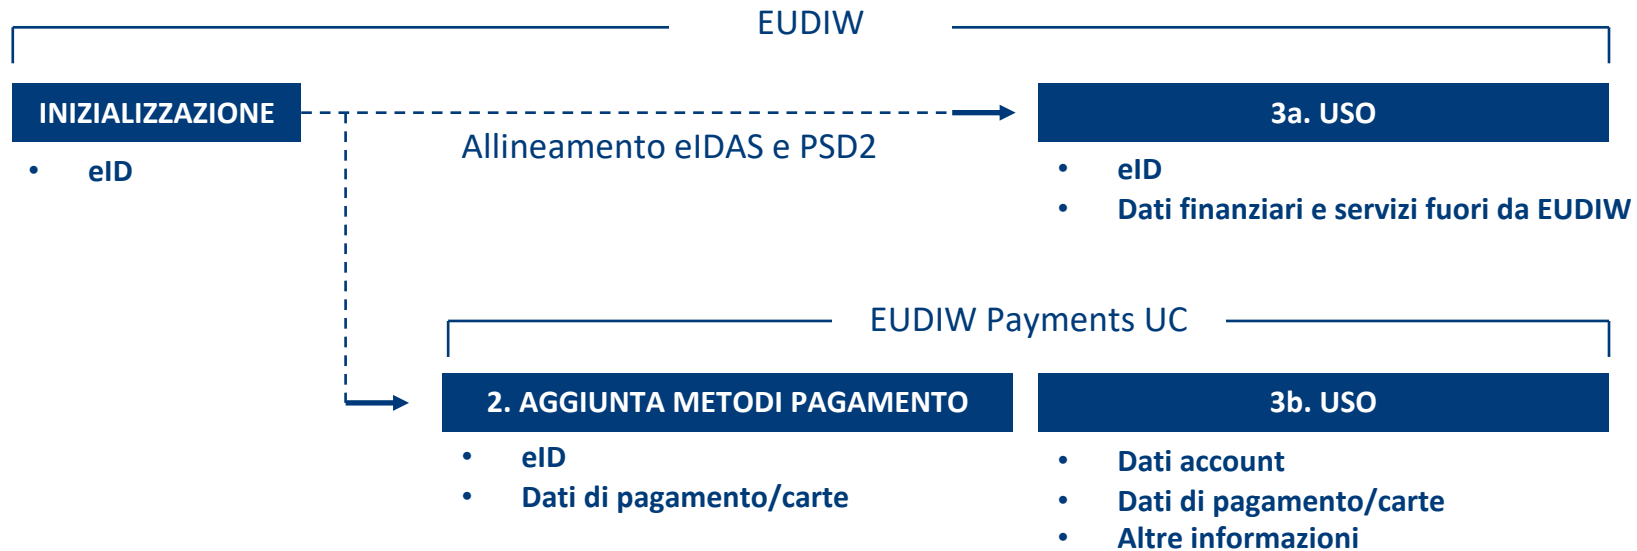 EUDIW
INIZIALIZZAZIONE
• eID
Allineamento eIDAS e PSD2
3a. USO
• eID
• Dati finanziari e servizi fuori da EUDIW
EUDIW Payments UC
2. AGGIUNTA METODI PAGAMENTO
• eID
• Dati di pagamento/carte
3b. USO
• Dati account
• Dati di pagamento/carte
• Altre informazioni